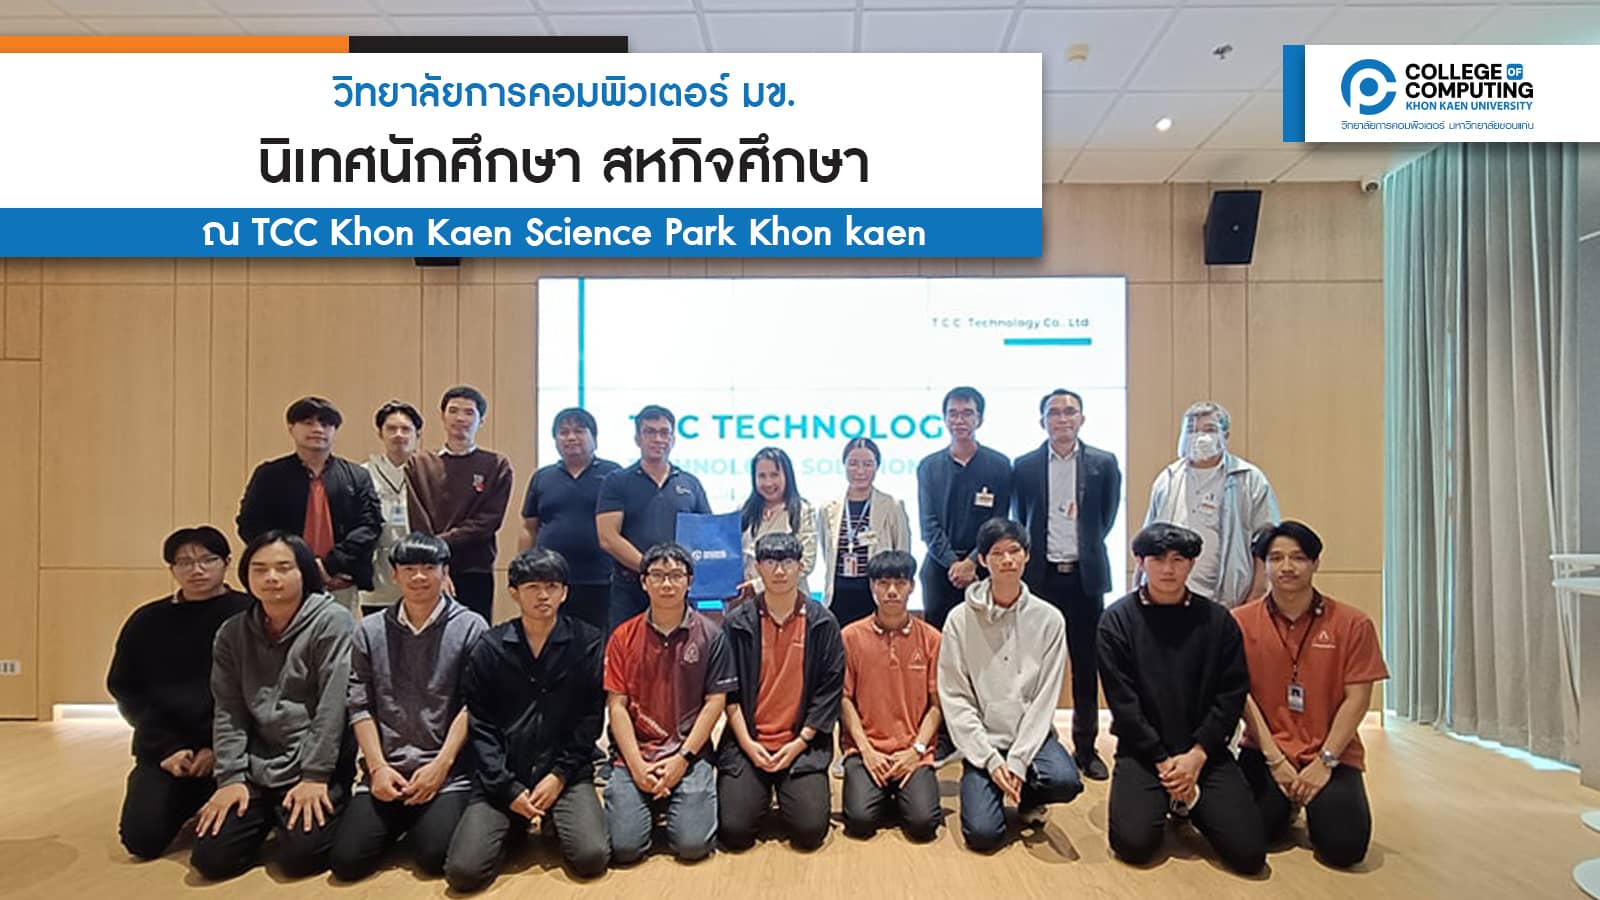 วิทยาลัยการคอมพิวเตอร์ มข.
นิเทศนักศึกษา สหกิจศึกษา
ณ TCC Khon Kaen Science Park Khon kaen
COLLEGE OF
COMPUTING
KHON KAEN UNIVERSITY
วิทยาลัยการคอมพิวเตอร์ มหาวิทยาลัยขอนแก่น
TCC Technology Co., Ltd.
TCC TECHNOLOG